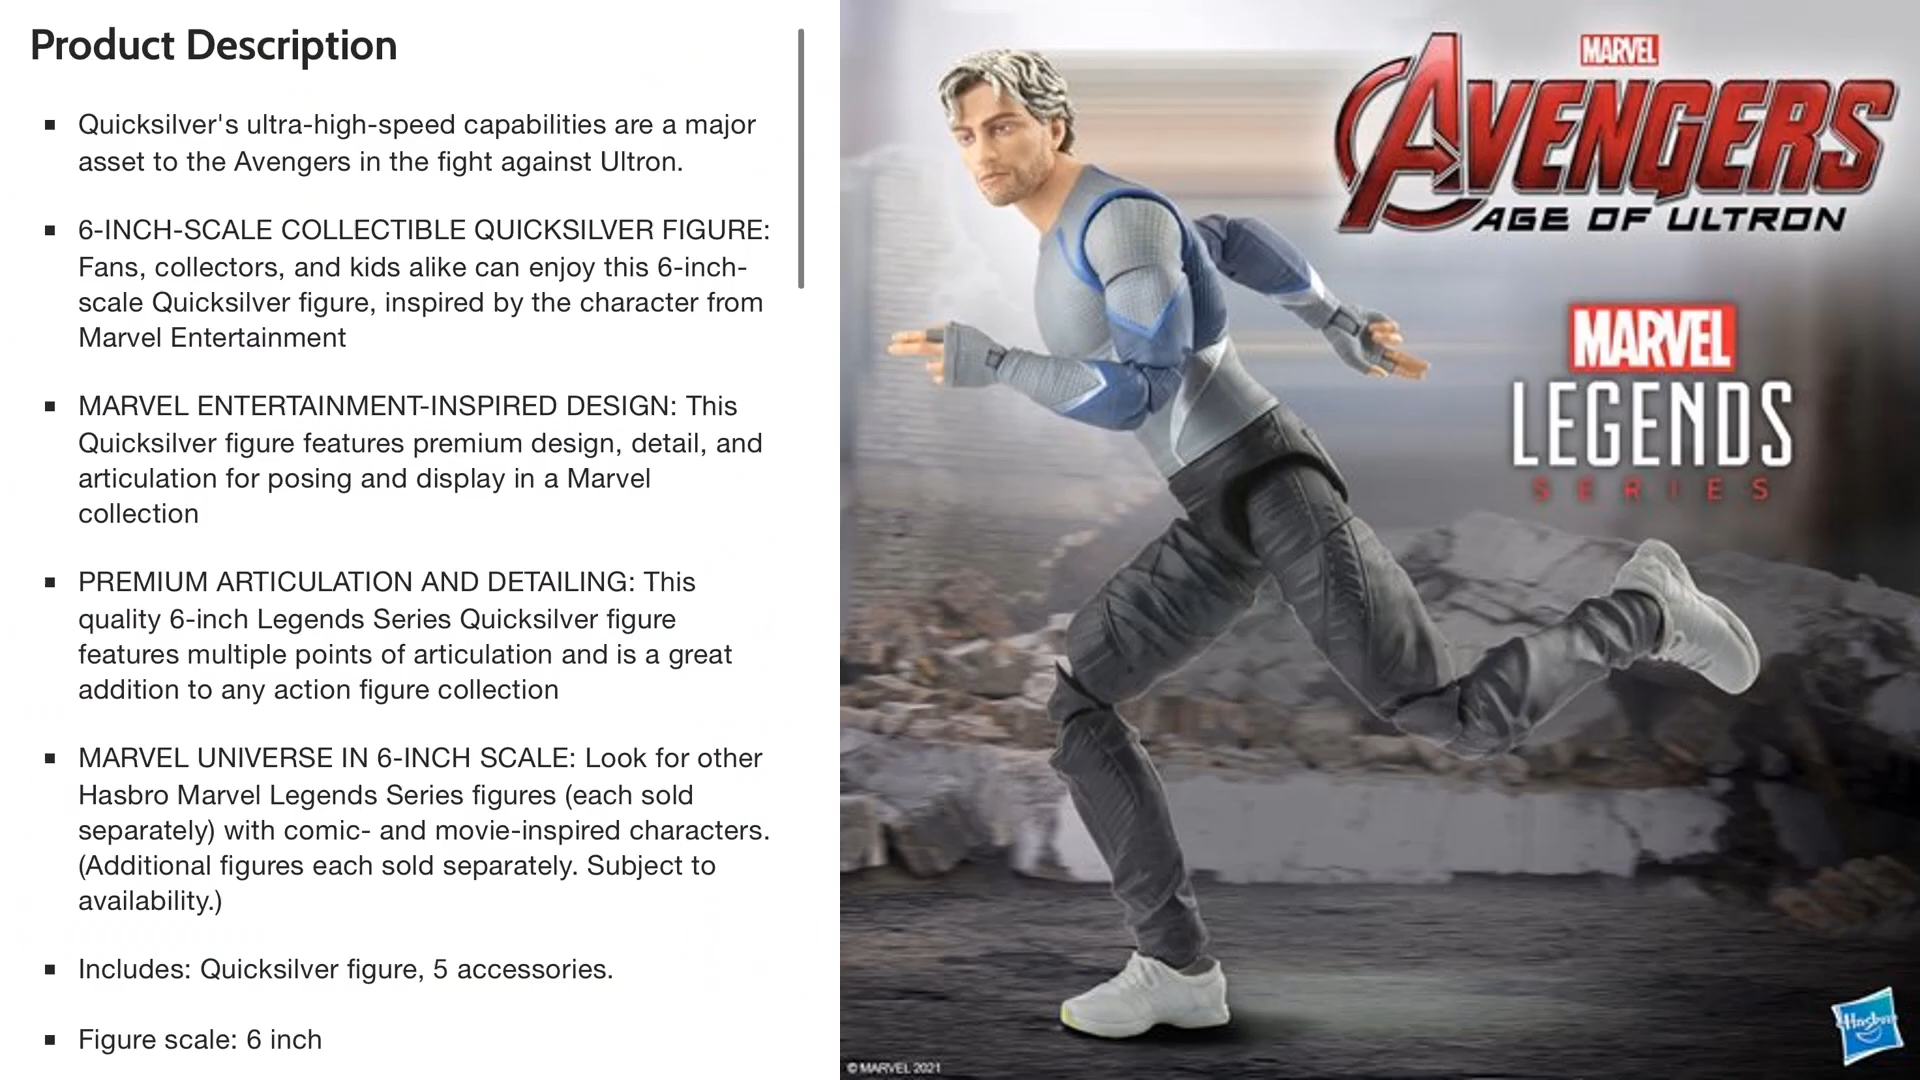 Product Description
Quicksilver's ultra-high-speed capabilities are a major
asset to the Avengers in the fight against Ultron.
6-INCH-SCALE COLLECTIBLE QUICKSILVER FIGURE:
Fans, collectors, and kids alike can enjoy this 6-inch-
scale Quicksilver figure, inspired by the character from
Marvel Entertainment
MARVEL ENTERTAINMENT-INSPIRED DESIGN: This
Quicksilver figure features premium design, detail, and
articulation for posing and display in a Marvel
collection
PREMIUM ARTICULATION AND DETAILING: This
quality 6-inch Legends Series Quicksilver figure
features multiple points of articulation and is a great
addition to any action figure collection
MARVEL UNIVERSE IN 6-INCH SCALE: Look for other
Hasbro Marvel Legends Series figures (each sold
separately) with comic- and movie-inspired characters.
(Additional figures each sold separately. Subject to
availability.)
Includes: Quicksilver figure, 5 accessories.
Figure scale: 6 inch
MARVEL
AVENGERS
AGE OF ULTRON
MARVEL
LEGENDS
SERIES
Hasbro
© MARVEL 2021